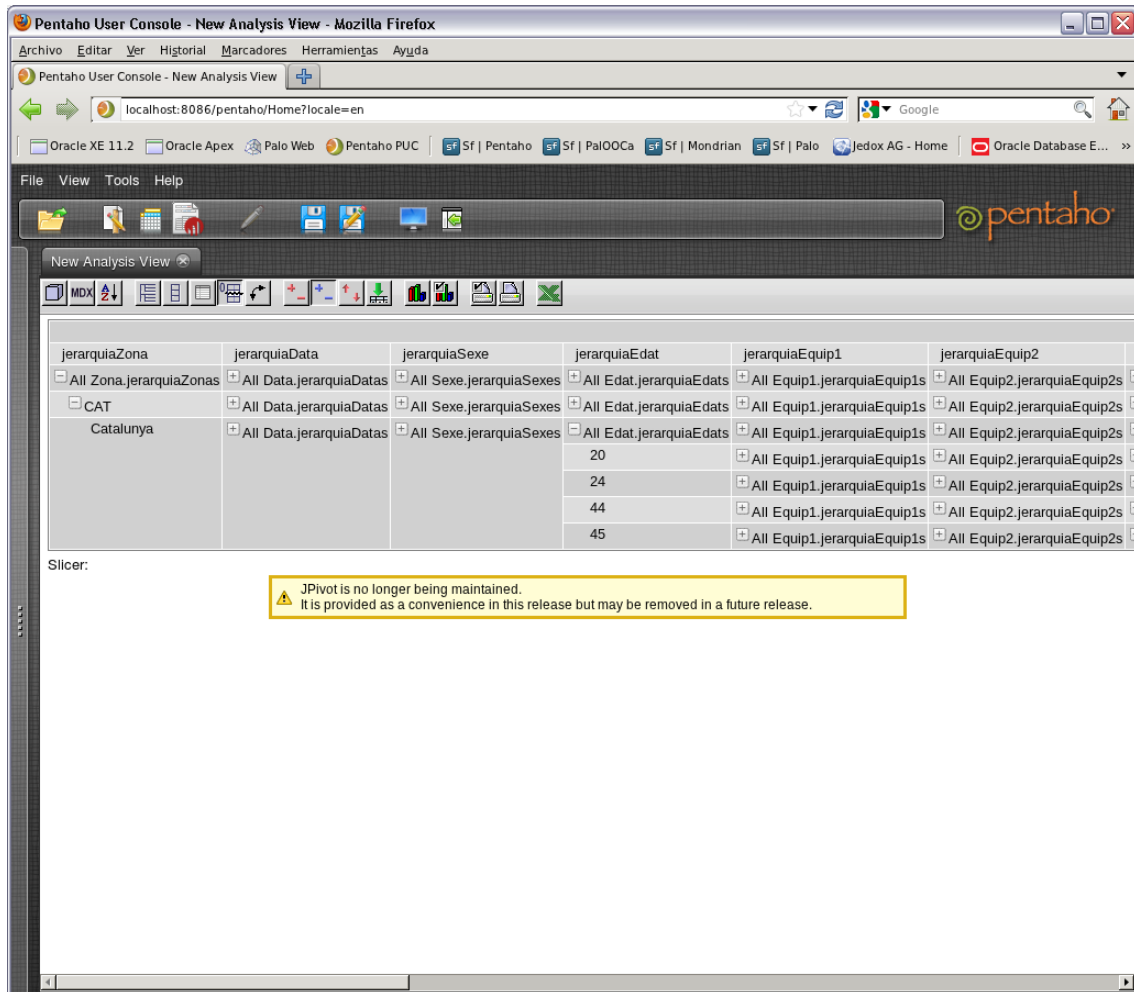 Pentaho User Console - New Analysis View - Mozilla Firefox
Archivo Editar Ver Historial Marcadores Herramientas Ayuda
Pentaho User Console - New Analysis View
localhost:8086/pentaho/Home?locale=en Google
Oracle XE 11.2 Oracle Apex Palo Web Pentaho PUC Sf | Pentaho Sf | PalOOCa Sf | Mondrian Sf | Palo Jedox AG - Home Oracle Database E... »
File View Tools Help
pentaho
New Analysis View
MDX
jerarquiaZona jerarquiaData jerarquiaSexe jerarquiaEdat jerarquiaEquip1 jerarquiaEquip2
All Zona.jerarquiaZonas All Data.jerarquiaDatas All Sexe.jerarquiaSexes All Edat.jerarquiaEdats All Equip1.jerarquiaEquip1s All Equip2.jerarquiaEquip2s
CAT All Data.jerarquiaDatas All Sexe.jerarquiaSexes All Edat.jerarquiaEdats All Equip1.jerarquiaEquip1s All Equip2.jerarquiaEquip2s
Catalunya All Data.jerarquiaDatas All Sexe.jerarquiaSexes All Edat.jerarquiaEdats All Equip1.jerarquiaEquip1s All Equip2.jerarquiaEquip2s
20 All Equip1.jerarquiaEquip1s All Equip2.jerarquiaEquip2s
24 All Equip1.jerarquiaEquip1s All Equip2.jerarquiaEquip2s
44 All Equip1.jerarquiaEquip1s All Equip2.jerarquiaEquip2s
45 All Equip1.jerarquiaEquip1s All Equip2.jerarquiaEquip2s
Slicer:
JPivot is no longer being maintained.
It is provided as a convenience in this release but may be removed in a future release.